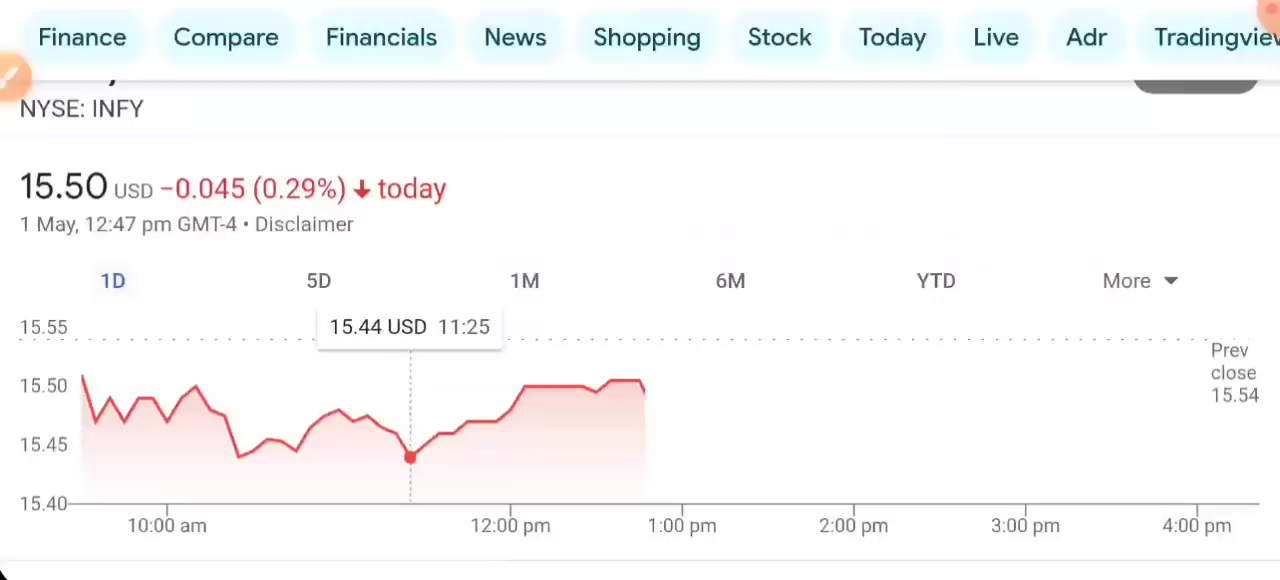 Finance Compare Financials News Shopping Stock Today Live Adr Tradingview
NYSE: INFY
15.50 USD −0.045 (0.29%) today
1 May, 12:47 pm GMT-4 • Disclaimer
1D 5D 1M 6M YTD More
15.44 USD 11:25
15.55
15.50
15.45
15.40
Prev
close
15.54
10:00 am 12:00 pm 1:00 pm 2:00 pm 3:00 pm 4:00 pm